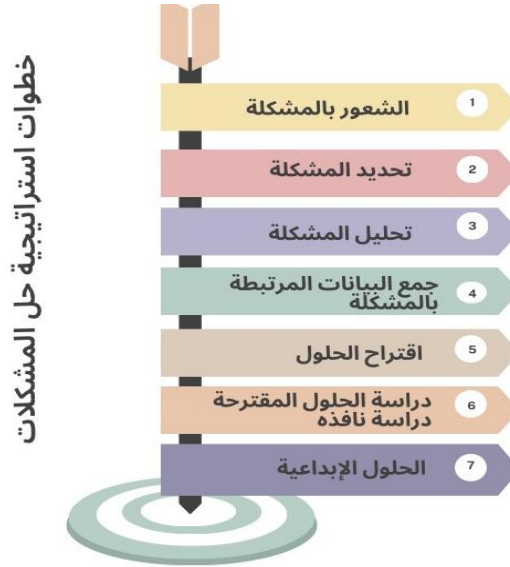 خطوات استراتيجية حل المشكلات
1 الشعور بالمشكلة
2 تحديد المشكلة
3 تحليل المشكلة
4 جمع البيانات المرتبطة
بالمشكلة
5 اقتراح الحلول
6 دراسة الحلول المقترحة
دراسة نافذه
7 الحلول الإبداعية